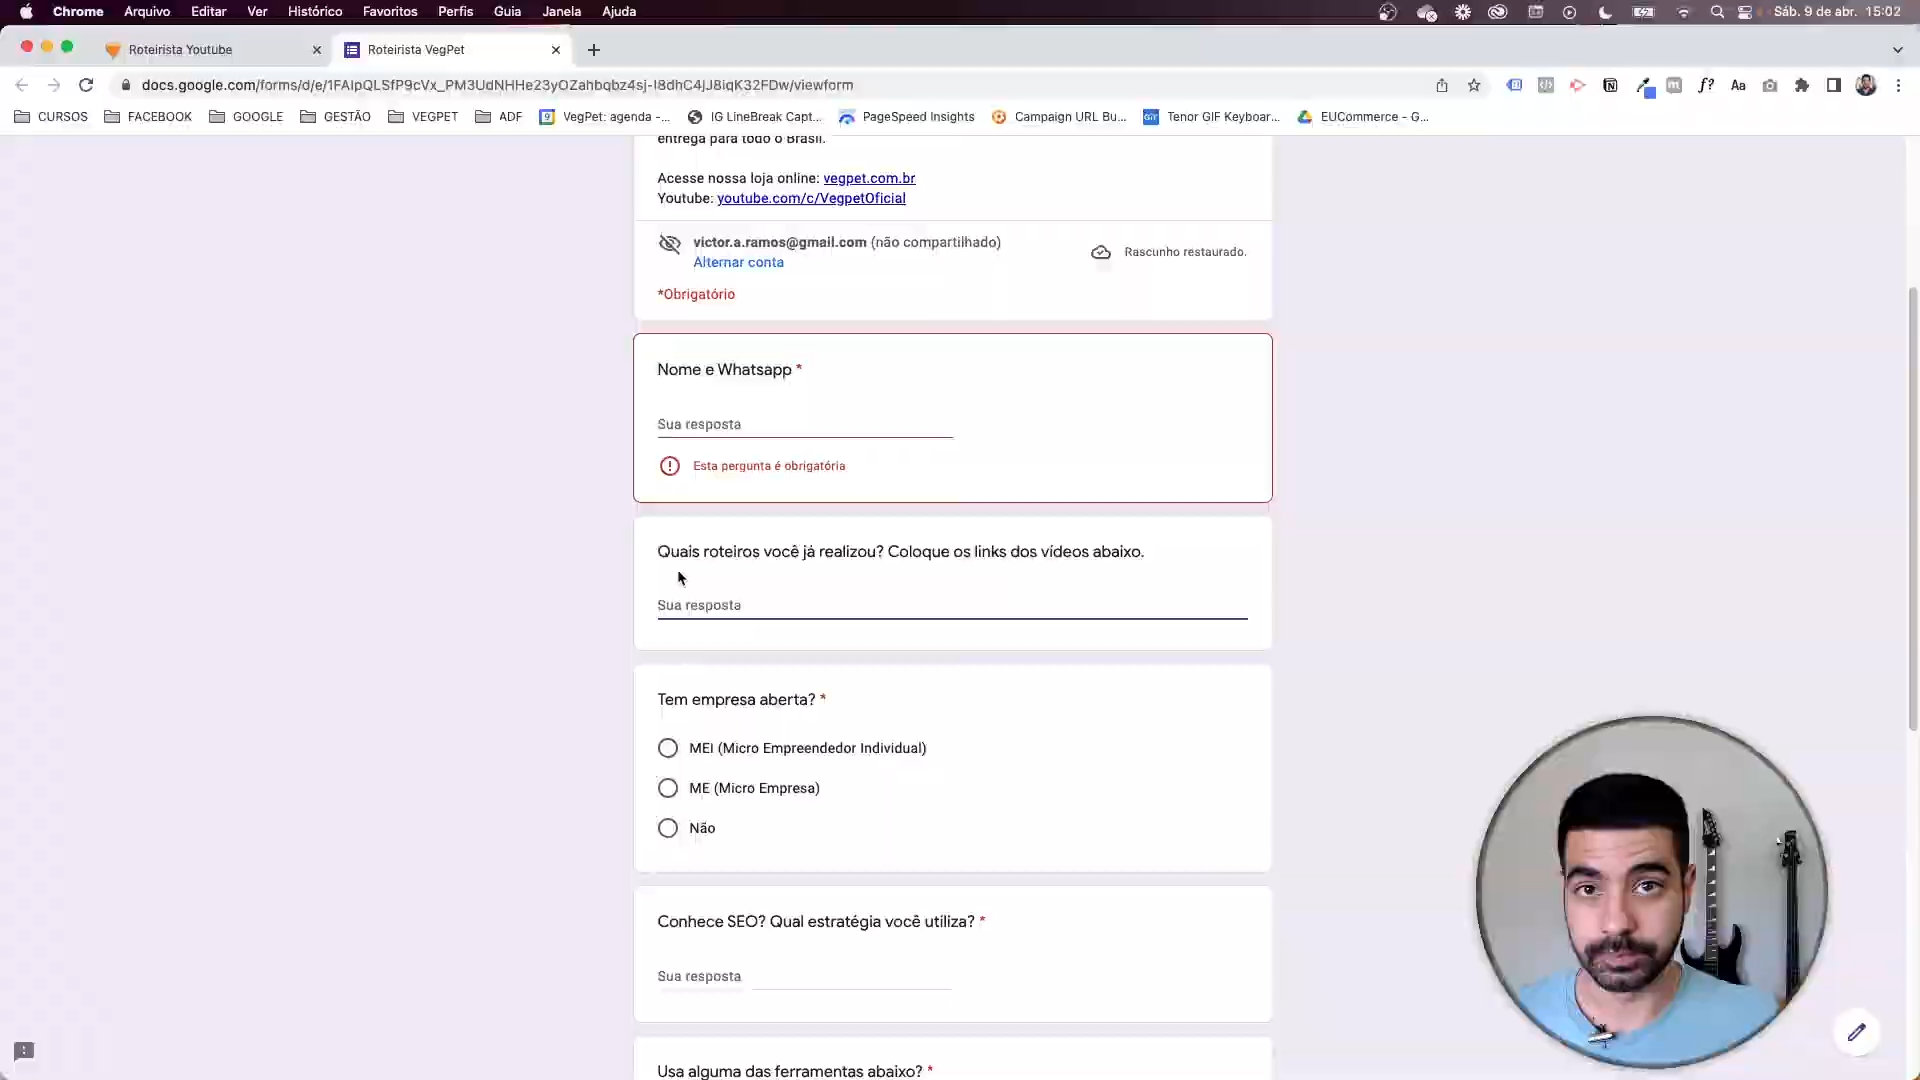 Chrome Arquivo Editar Ver Histórico Favoritos Perfis Guia Janela Ajuda Sáb. 9 de abr. 15:02
Roteirista Youtube
Roteirista VegPet
docs.google.com/forms/d/e/1FAIpQLSfP9cVx_PM3UdNHHe23yOZahbqbz4sj-I8dhC4jJ8iqK32FDw/viewform
CURSOS FACEBOOK GOOGLE GESTÃO VEGPET ADF VegPet: agenda -... IG LineBreak Capt... PageSpeed Insights Campaign URL Bu... Tenor GIF Keyboar... EUCommerce - G...
entrega para todo o Brasil.
Acesse nossa loja online: vegpet.com.br
Youtube: youtube.com/c/VegpetOficial
victor.a.ramos@gmail.com (não compartilhado)
Alternar conta
Rascunho restaurado.
*Obrigatório
Nome e Whatsapp *
Sua resposta
Esta pergunta é obrigatória
Quais roteiros você já realizou? Coloque os links dos vídeos abaixo.
Sua resposta
Tem empresa aberta? *
MEI (Micro Empreendedor Individual)
ME (Micro Empresa)
Não
Conhece SEO? Qual estratégia você utiliza? *
Sua resposta
Usa alguma das ferramentas abaixo? *